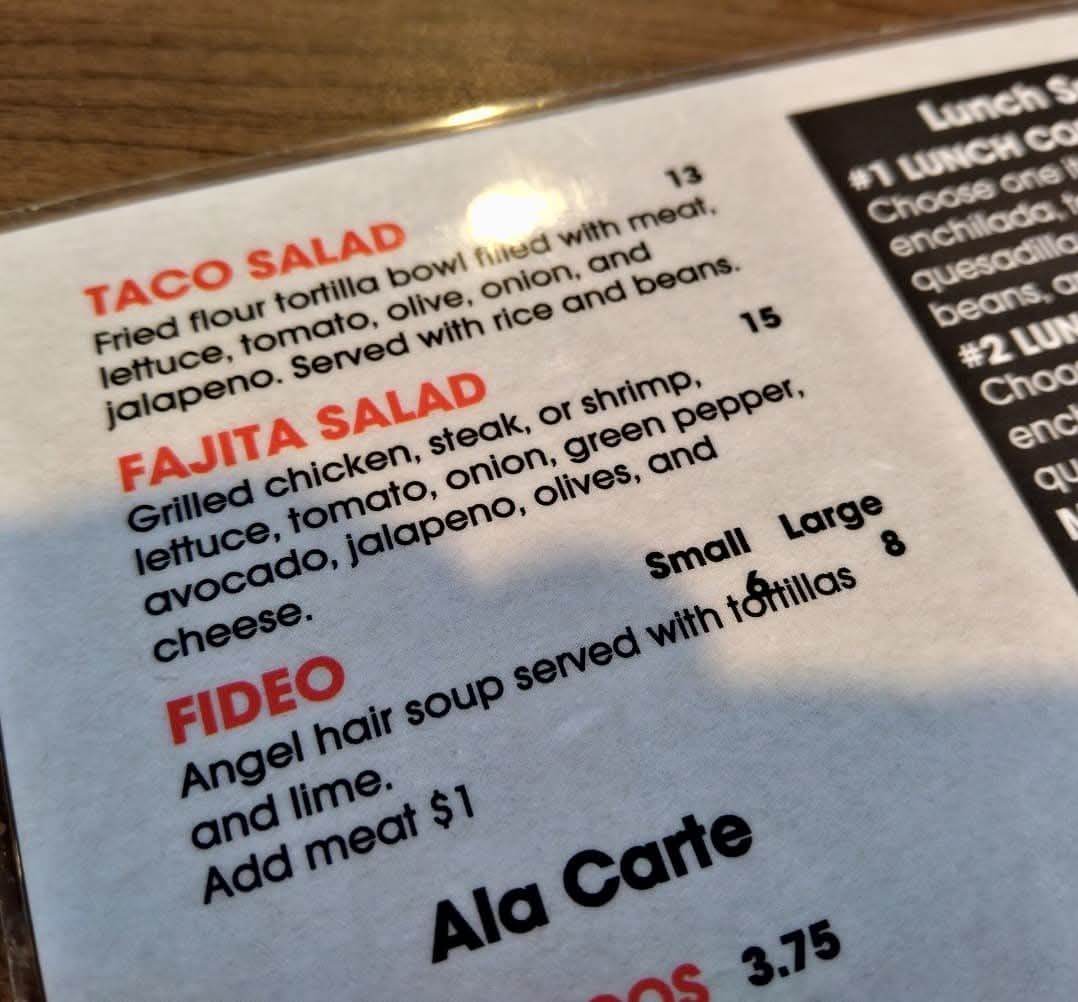 TACO SALAD 13
Fried flour tortilla bowl filled with meat,
lettuce, tomato, olive, onion, and
jalapeno. Served with rice and beans.
FAJITA SALAD 15
Grilled chicken, steak, or shrimp,
lettuce, tomato, onion, green pepper,
avocado, jalapeno, olives, and
cheese.
Small Large
FIDEO 6 8
Angel hair soup served with tortillas
and lime.
Add meat $1
Ala Carte
3.75
Lunch
#1 LUNCH
Choose one
enchilada,
quesadilla
beans,
#2